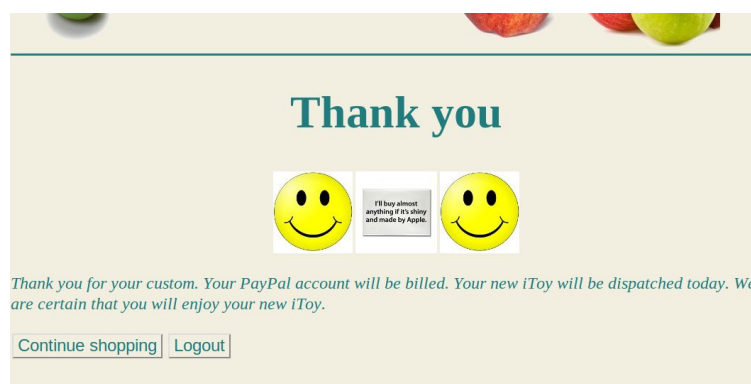 Thank you
I'll buy almost
anything if it's shiny
and made by Apple.
Thank you for your custom. Your PayPal account will be billed. Your new iToy will be dispatched today. We
are certain that you will enjoy your new iToy.
Continue shopping Logout